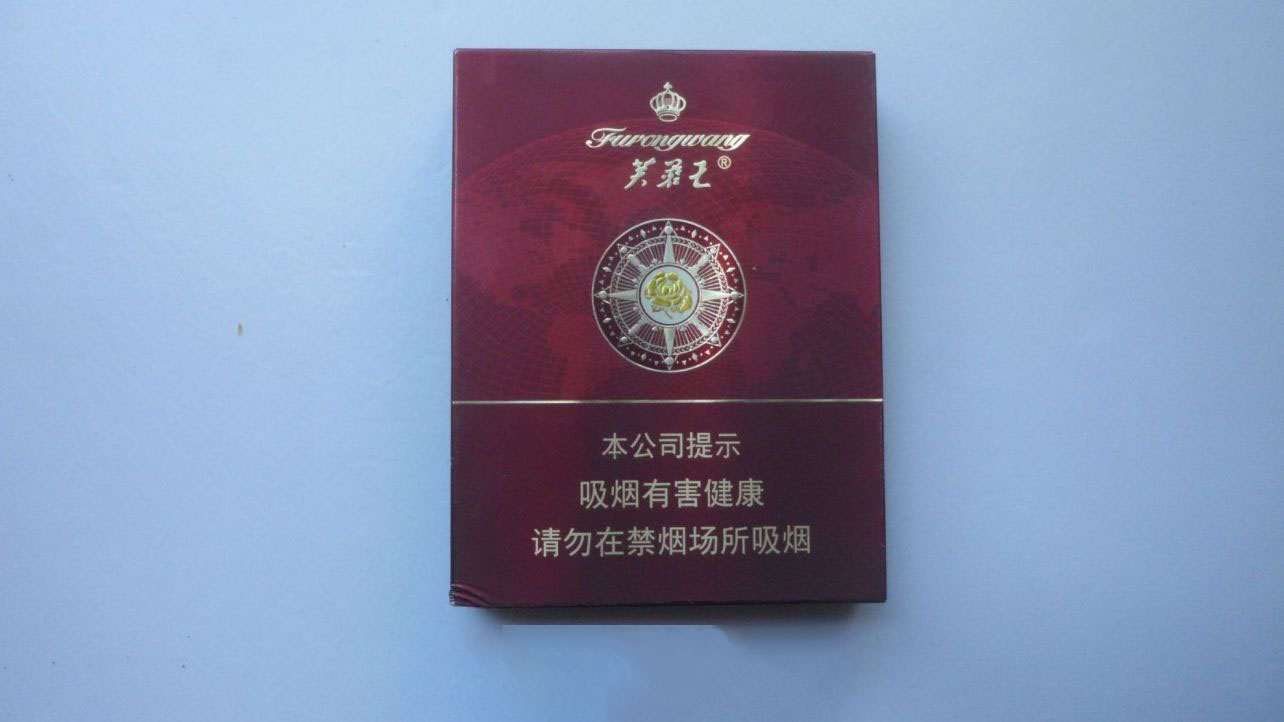 Furongwang
芙蓉王®
本公司提示
吸烟有害健康
请勿在禁烟场所吸烟